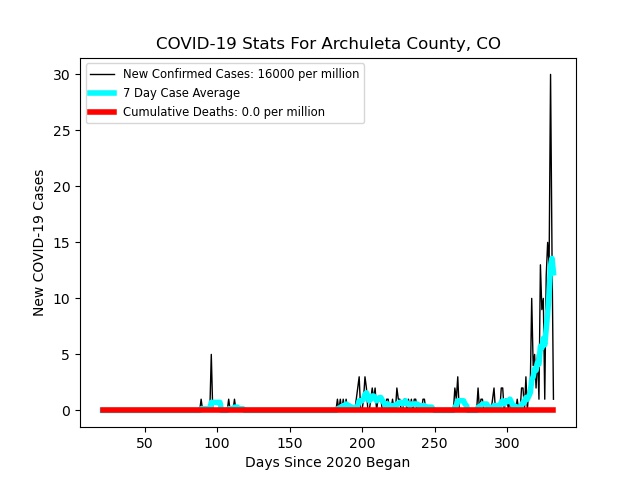 COVID-19 Stats For Archuleta County, CO
New Confirmed Cases: 16000 per million
7 Day Case Average
Cumulative Deaths: 0.0 per million
New COVID-19 Cases
30
25
20
15
10
5
0
50 100 150 200 250 300
Days Since 2020 Began